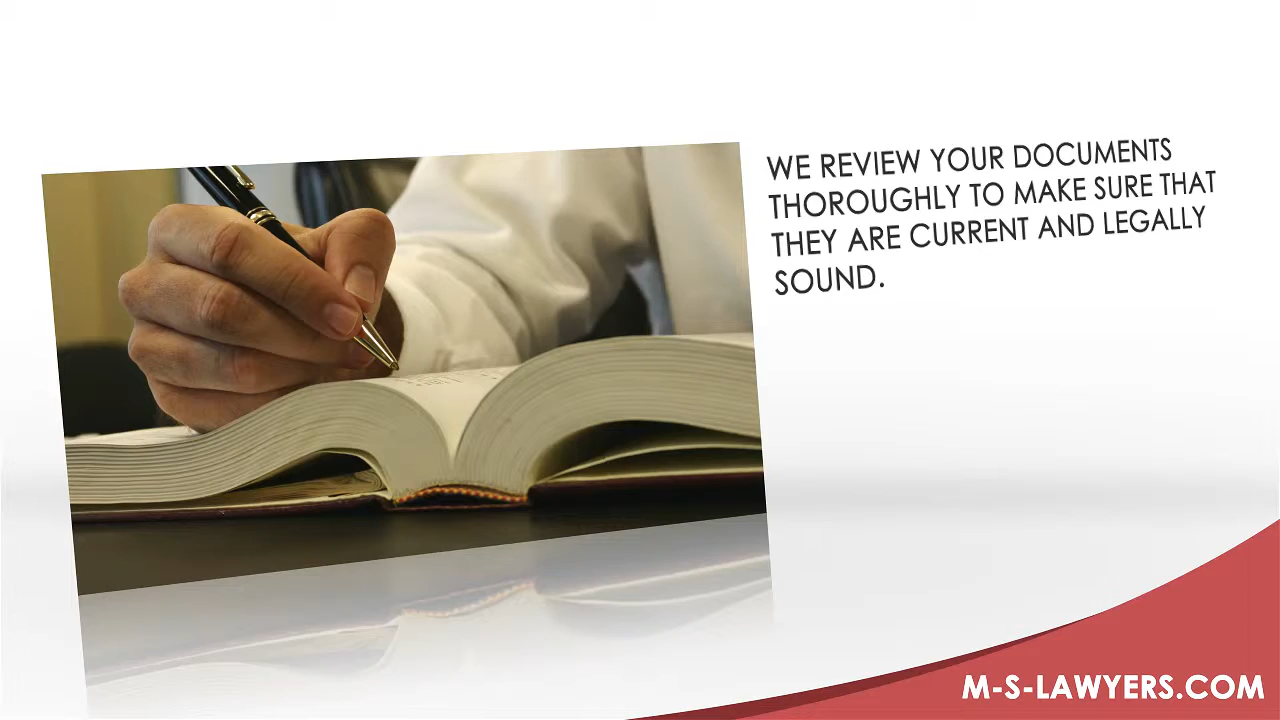 WE REVIEW YOUR DOCUMENTS
THOROUGHLY TO MAKE SURE THAT
THEY ARE CURRENT AND LEGALLY
SOUND.
M-S-LAWYERS.COM